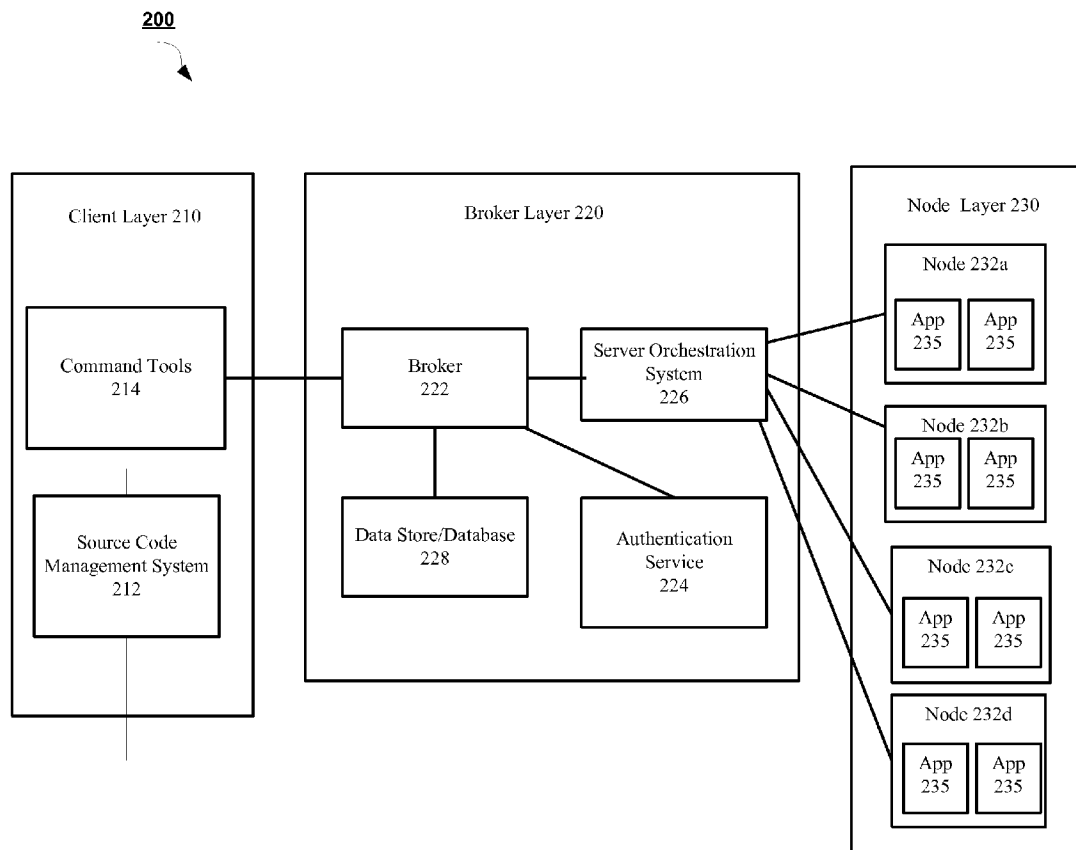 200
Client Layer 210
Command Tools
214
Source Code
Management System
212
Broker Layer 220
Broker
222
Server Orchestration
System
226
Data Store/Database
228
Authentication
Service
224
Node Layer 230
Node 232a
App
235
App
235
Node 232b
App
235
App
235
Node 232c
App
235
App
235
Node 232d
App
235
App
235